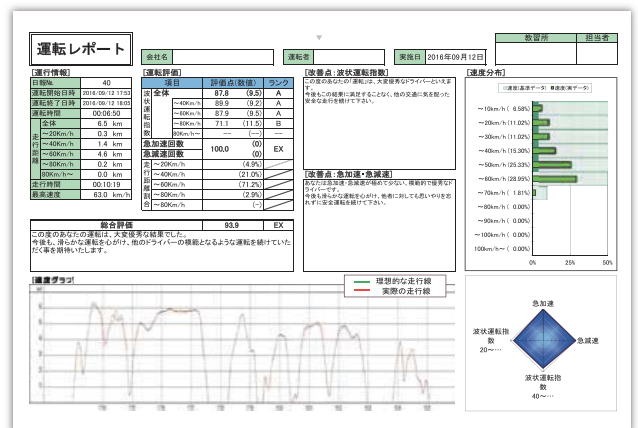 運転レポート
会社名
運転者
実施日 2016年09月12日
教習所 担当者
[運行情報]
日報№ 40
運転開始日時 2016/09/12 17:53
運転終了日時 2016/09/12 18:05
運転時間 00:06:50
走行距離
全体 6.5 km
～20Km/H 0.3 km
～40Km/H 1.4 km
～60Km/H 4.6 km
～80Km/H 0.2 km
80Km/H～ 0.0 km
走行時間 00:10:19
最高速度 63.0 km/H
[運転評価]
項目 評価点(節点) ランク
波状運転指数
全体 87.8 (9.5) A
～40Km/H 89.9 (9.2) A
～60Km/H 87.9 (9.5) A
～80Km/H 71.1 (11.5) B
80Km/H～ ―― (―)
急加速回数 (0)
急減速回数 100.0 (0) EX
走行距離割合
～20Km/H (4.9%)
～40Km/H (21.0%)
～60Km/H (71.2%)
～80Km/H (2.9%)
(-)
総合評価 93.9 EX
この度のあなたの運転は、大変優秀な結果でした。
今後も、滑らかな運転を心がけ、他のドライバーの模範となるような運転を続けていた
だく事を期待いたします。
[改善点:波状運転指数]
この度のあなたの「運転」は、大変優秀なドライバーといえま
す。
今後もこの結果に満足することなく、他の交通に気を配った
安全な走行を続けて下さい。
[改善点:急加速・急減速]
あなたは急加速・急減速が極めて少ない、模範的で優秀なド
ライバーです。
今後も滑らかな運転を心がけ、他者に対しても思いやりを忘
れずに安全運転を続けて下さい。
[速度分布]
□速度(基準データ) ■速度(実データ)
～10km/h( 6.58%)
～20km/h(11.02%)
～30km/h(11.02%)
～40km/h(15.30%)
～50km/h(25.33%)
～60km/h(28.95%)
～70km/h( 1.81%)
～80km/h( 0.00%)
～90km/h( 0.00%)
～100km/h( 0.00%)
100km/h～( 0.00%)
0% 25% 50%
[速度グラフ]
理想的な走行線
実際の走行線
急加速
急減速
波状運転指
数
20～…
波状運転指
数
40～…